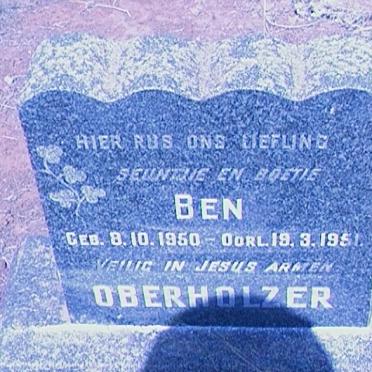 HIER RUS ONS LIEFLING
SEUNTJIE EN BOETIE
BEN
GEB. 8.10.1950 – OORL. 19.3.1951.
VEILIG IN JESUS ARMEN
OBERHOLZER